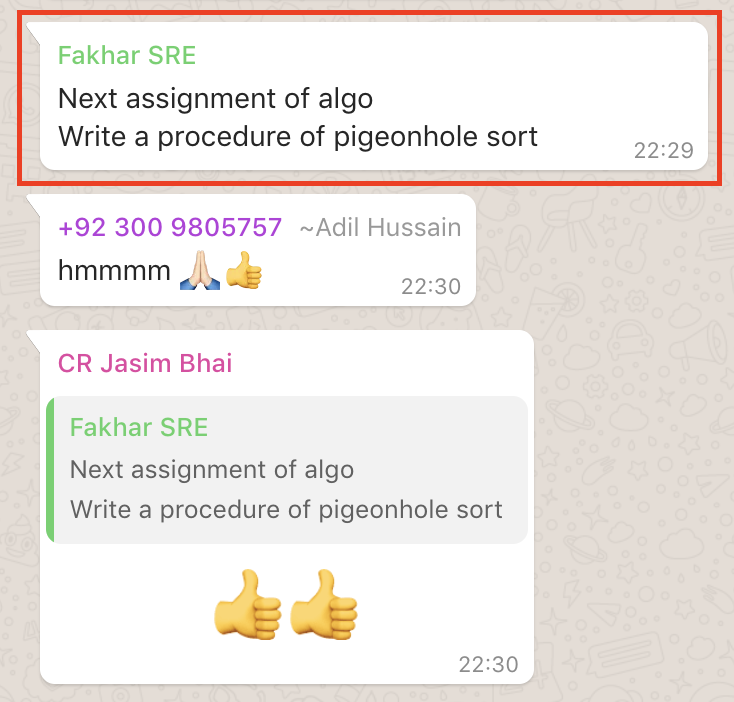 Fakhar SRE
Next assignment of algo
Write a procedure of pigeonhole sort
22:29
+92 300 9805757 ~Adil Hussain
hmmmm 🙏🏻👍
22:30
CR Jasim Bhai
Fakhar SRE
Next assignment of algo
Write a procedure of pigeonhole sort
👍👍
22:30